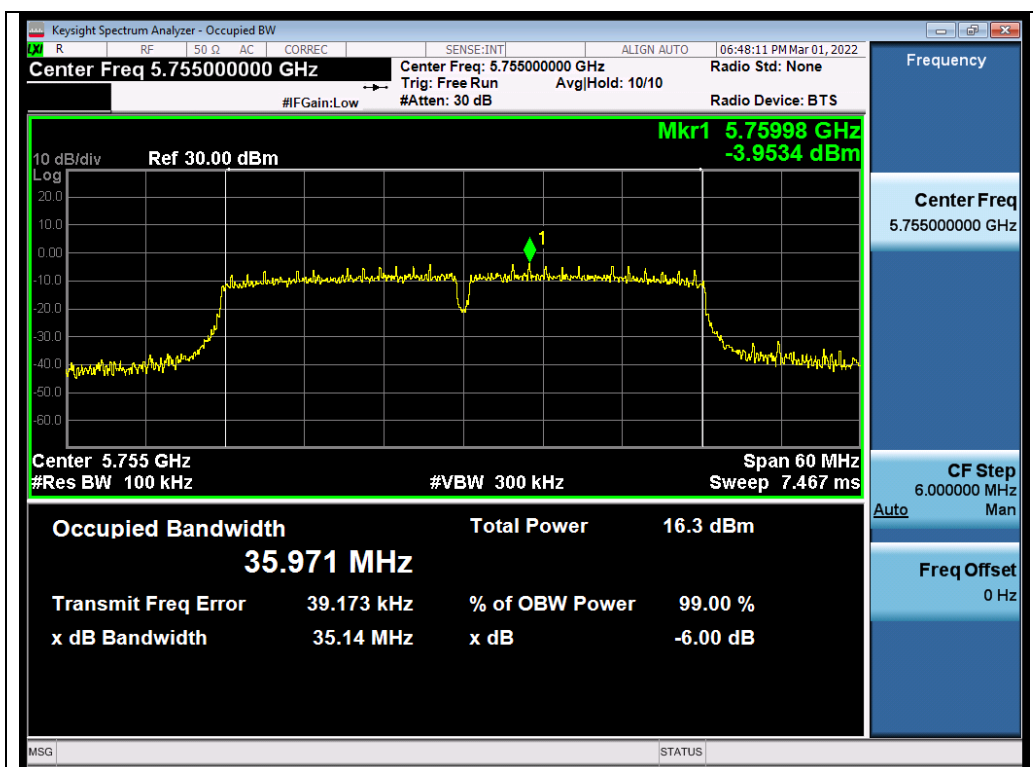 Keysight Spectrum Analyzer - Occupied BW
LXI R RF 50 Ω AC CORREC SENSE:INT ALIGN AUTO 06:48:11 PM Mar 01, 2022
Center Freq 5.755000000 GHz
Center Freq: 5.755000000 GHz
Radio Std: None
Trig: Free Run Avg|Hold: 10/10
#IFGain:Low
#Atten: 30 dB
Radio Device: BTS
Frequency
Mkr1 5.75998 GHz
-3.9534 dBm
10 dB/div Ref 30.00 dBm
Log
20.0
10.0
0.00
-10.0
-20.0
-30.0
-40.0
-50.0
-60.0
1
Center 5.755 GHz Span 60 MHz
#Res BW 100 kHz #VBW 300 kHz Sweep 7.467 ms
Center Freq
5.755000000 GHz
CF Step
6.000000 MHz
Auto Man
Freq Offset
0 Hz
Occupied Bandwidth Total Power 16.3 dBm
35.971 MHz
Transmit Freq Error 39.173 kHz % of OBW Power 99.00 %
x dB Bandwidth 35.14 MHz x dB -6.00 dB
MSG STATUS